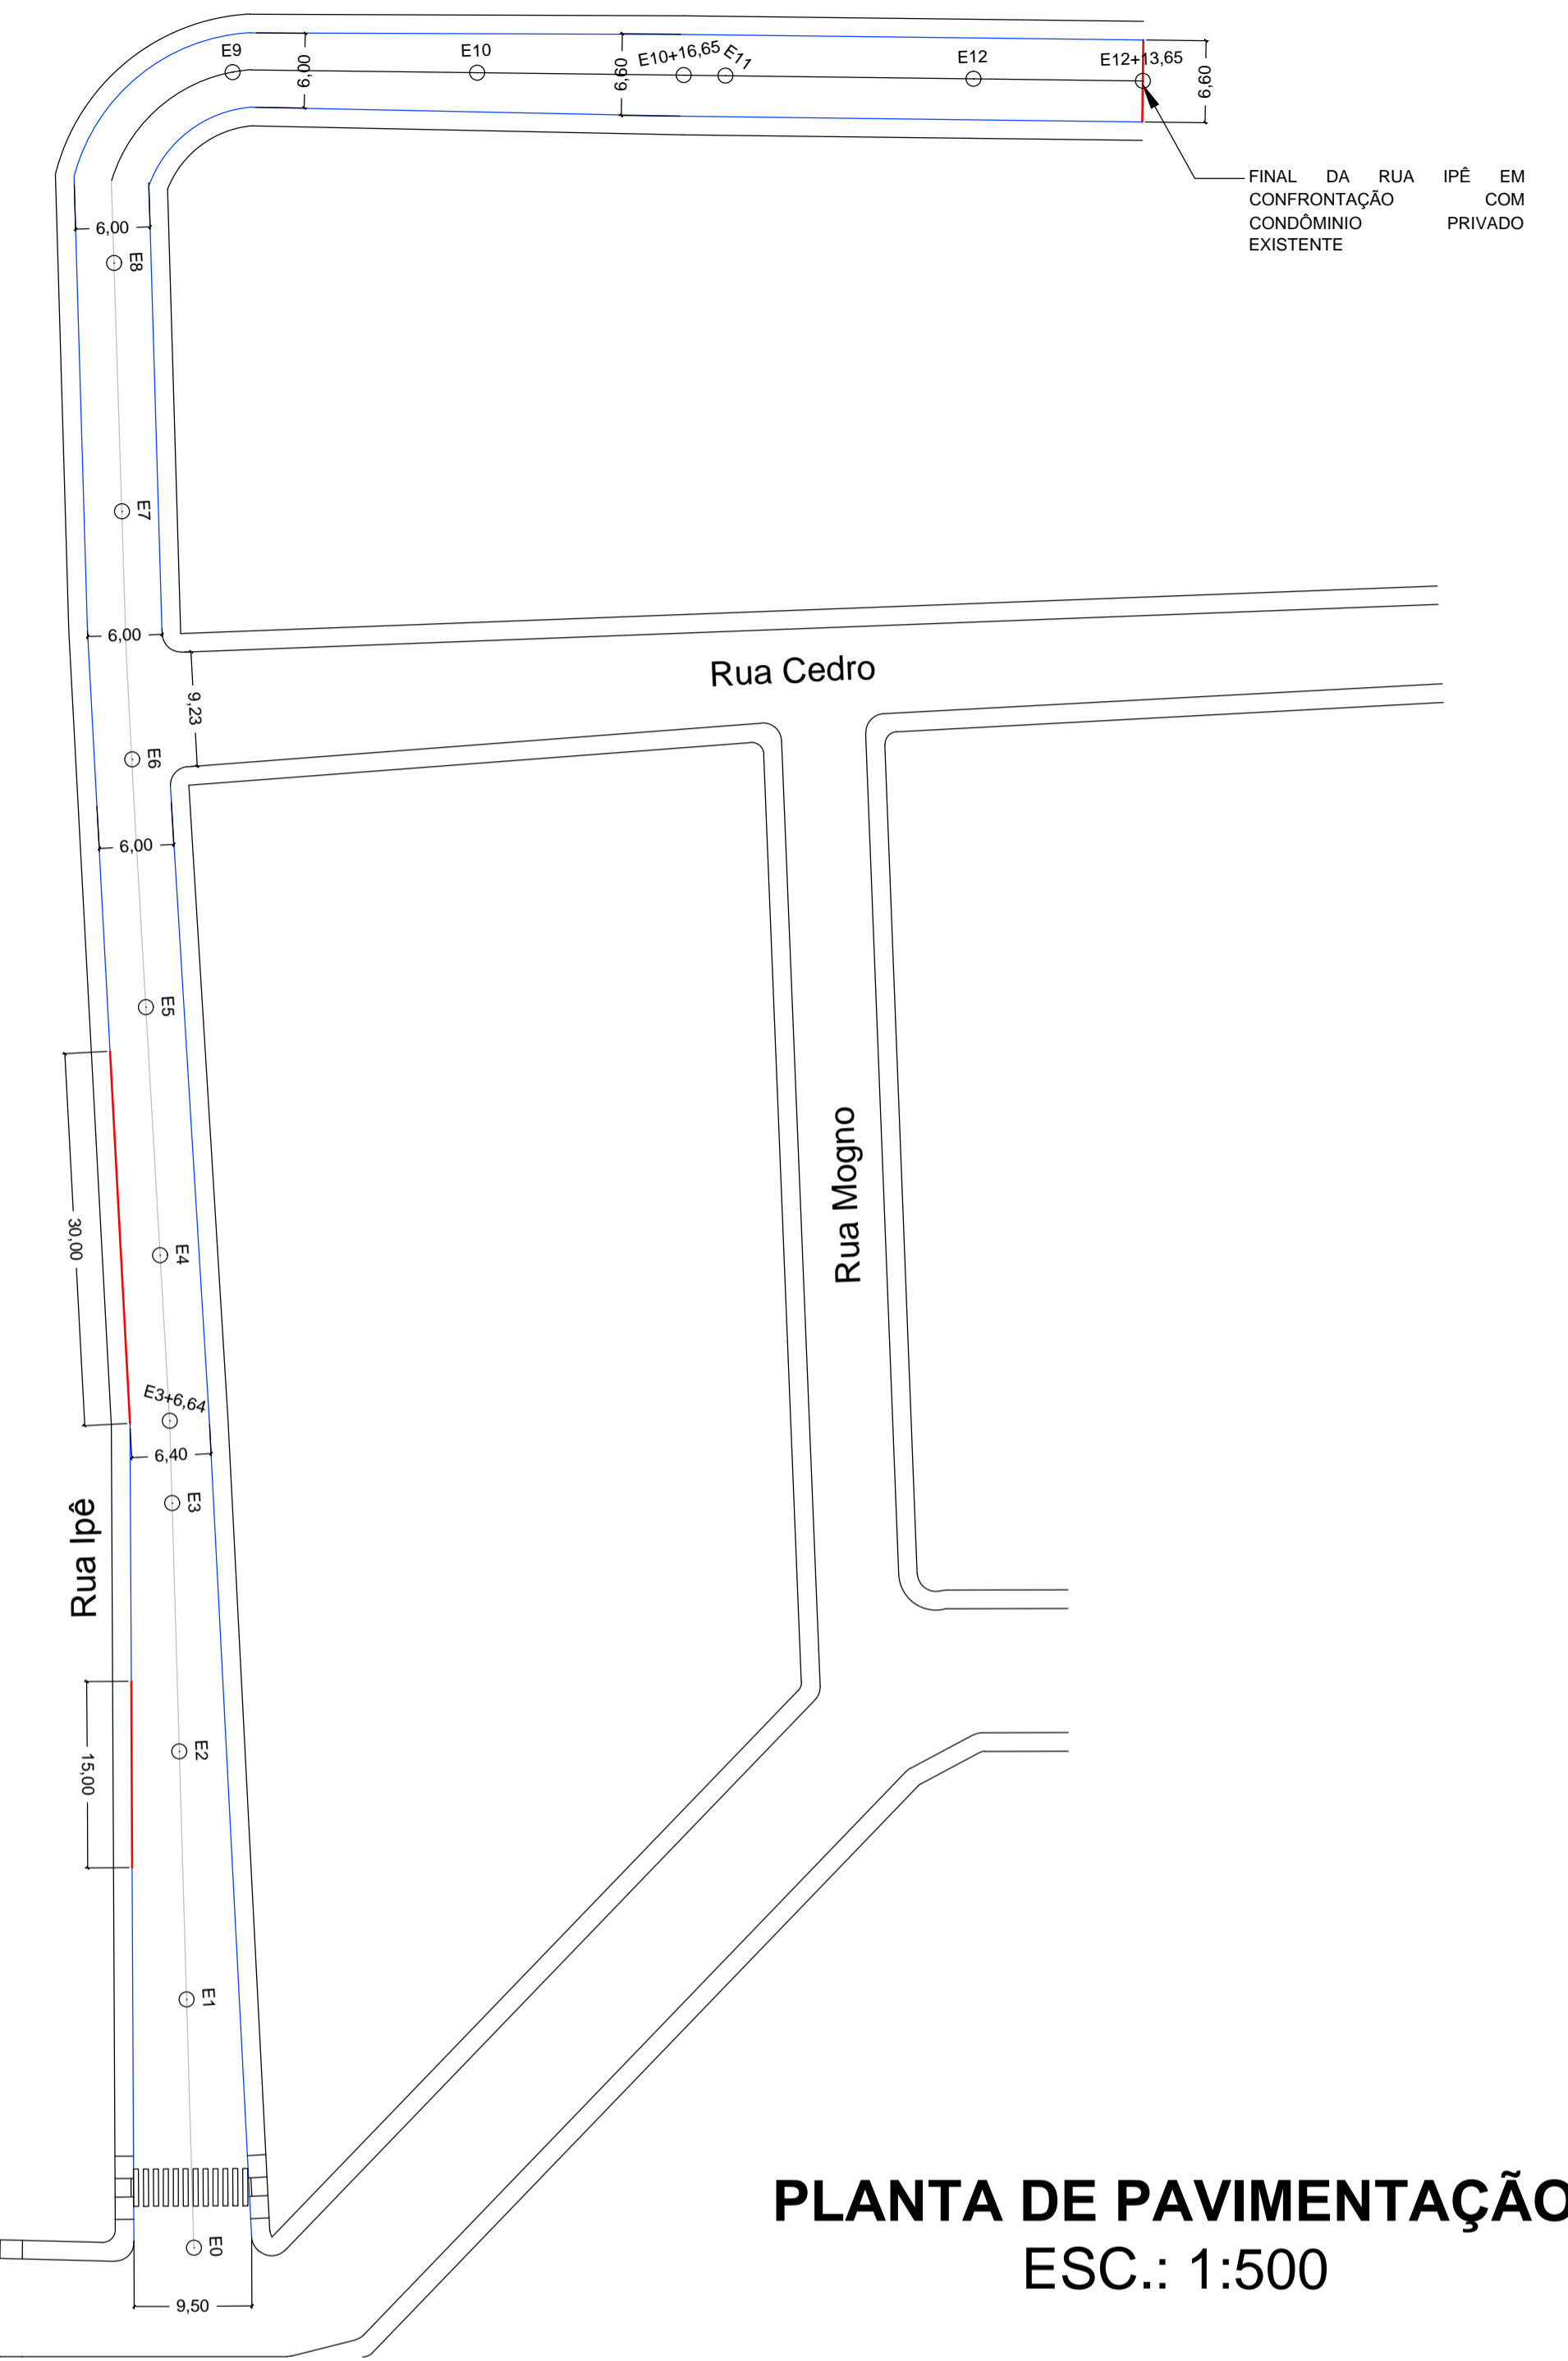 E9
E10
E10+16,65
E11
E12
E12+13,65
6,00
6,60
6,60
FINAL DA RUA IPÊ EM
CONFRONTAÇÃO COM
CONDÔMINIO PRIVADO
EXISTENTE
6,00
E8
E7
6,00
Rua Cedro
9,23
E6
6,00
E5
30,00
E4
Rua Mogno
E3+6,64
6,40
E3
Rua Ipê
E2
15,00
E1
PLANTA DE PAVIMENTAÇÃO
ESC.: 1:500
E0
9,50